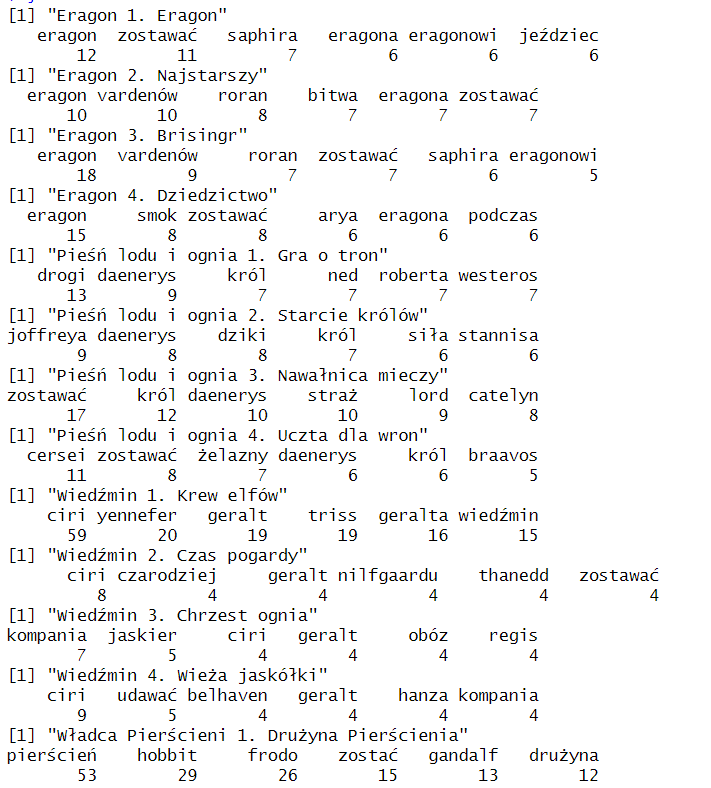 [1] "Eragon 1. Eragon"
eragon zostawać saphira eragona eragonowi jeździec
12 11 7 6 6 6
[1] "Eragon 2. Najstarszy"
eragon vardenów roran bitwa eragona zostawać
10 10 8 7 7 7
[1] "Eragon 3. Brisingr"
eragon vardenów roran zostawać saphira eragonowi
18 9 7 7 6 5
[1] "Eragon 4. Dziedzictwo"
eragon smok zostawać arya eragona podczas
15 8 8 6 6 6
[1] "Pieśń lodu i ognia 1. Gra o tron"
drogi daenerys król ned roberta westeros
13 9 7 7 7 7
[1] "Pieśń lodu i ognia 2. Starcie królów"
joffreya daenerys dziki król siła stannisa
9 8 8 7 6 6
[1] "Pieśń lodu i ognia 3. Nawałnica mieczy"
zostawać król daenerys straż lord catelyn
17 12 10 10 9 8
[1] "Pieśń lodu i ognia 4. Uczta dla wron"
cersei zostawać żelazny daenerys król braavos
11 8 7 6 6 5
[1] "Wiedźmin 1. Krew elfów"
ciri yennefer geralt triss geralta wiedźmin
59 20 19 19 16 15
[1] "Wiedźmin 2. Czas pogardy"
ciri czarodziej geralt nilfgaardu thanedd zostawać
8 4 4 4 4 4
[1] "Wiedźmin 3. Chrzest ognia"
kompania jaskier ciri geralt obóz regis
7 5 4 4 4 4
[1] "Wiedźmin 4. Wieża jaskółki"
ciri udawać belhaven geralt hanza kompania
9 5 4 4 4 4
[1] "Władca Pierścieni 1. Drużyna Pierścienia"
pierścień hobbit frodo zostać gandalf drużyna
53 29 26 15 13 12